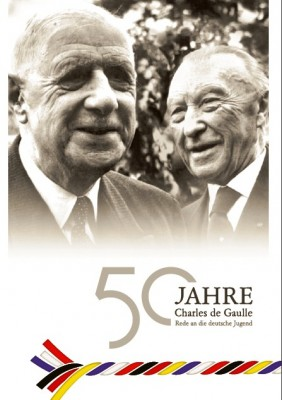 50 JAHRE
Charles de Gaulle
Rede an die deutsche Jugend